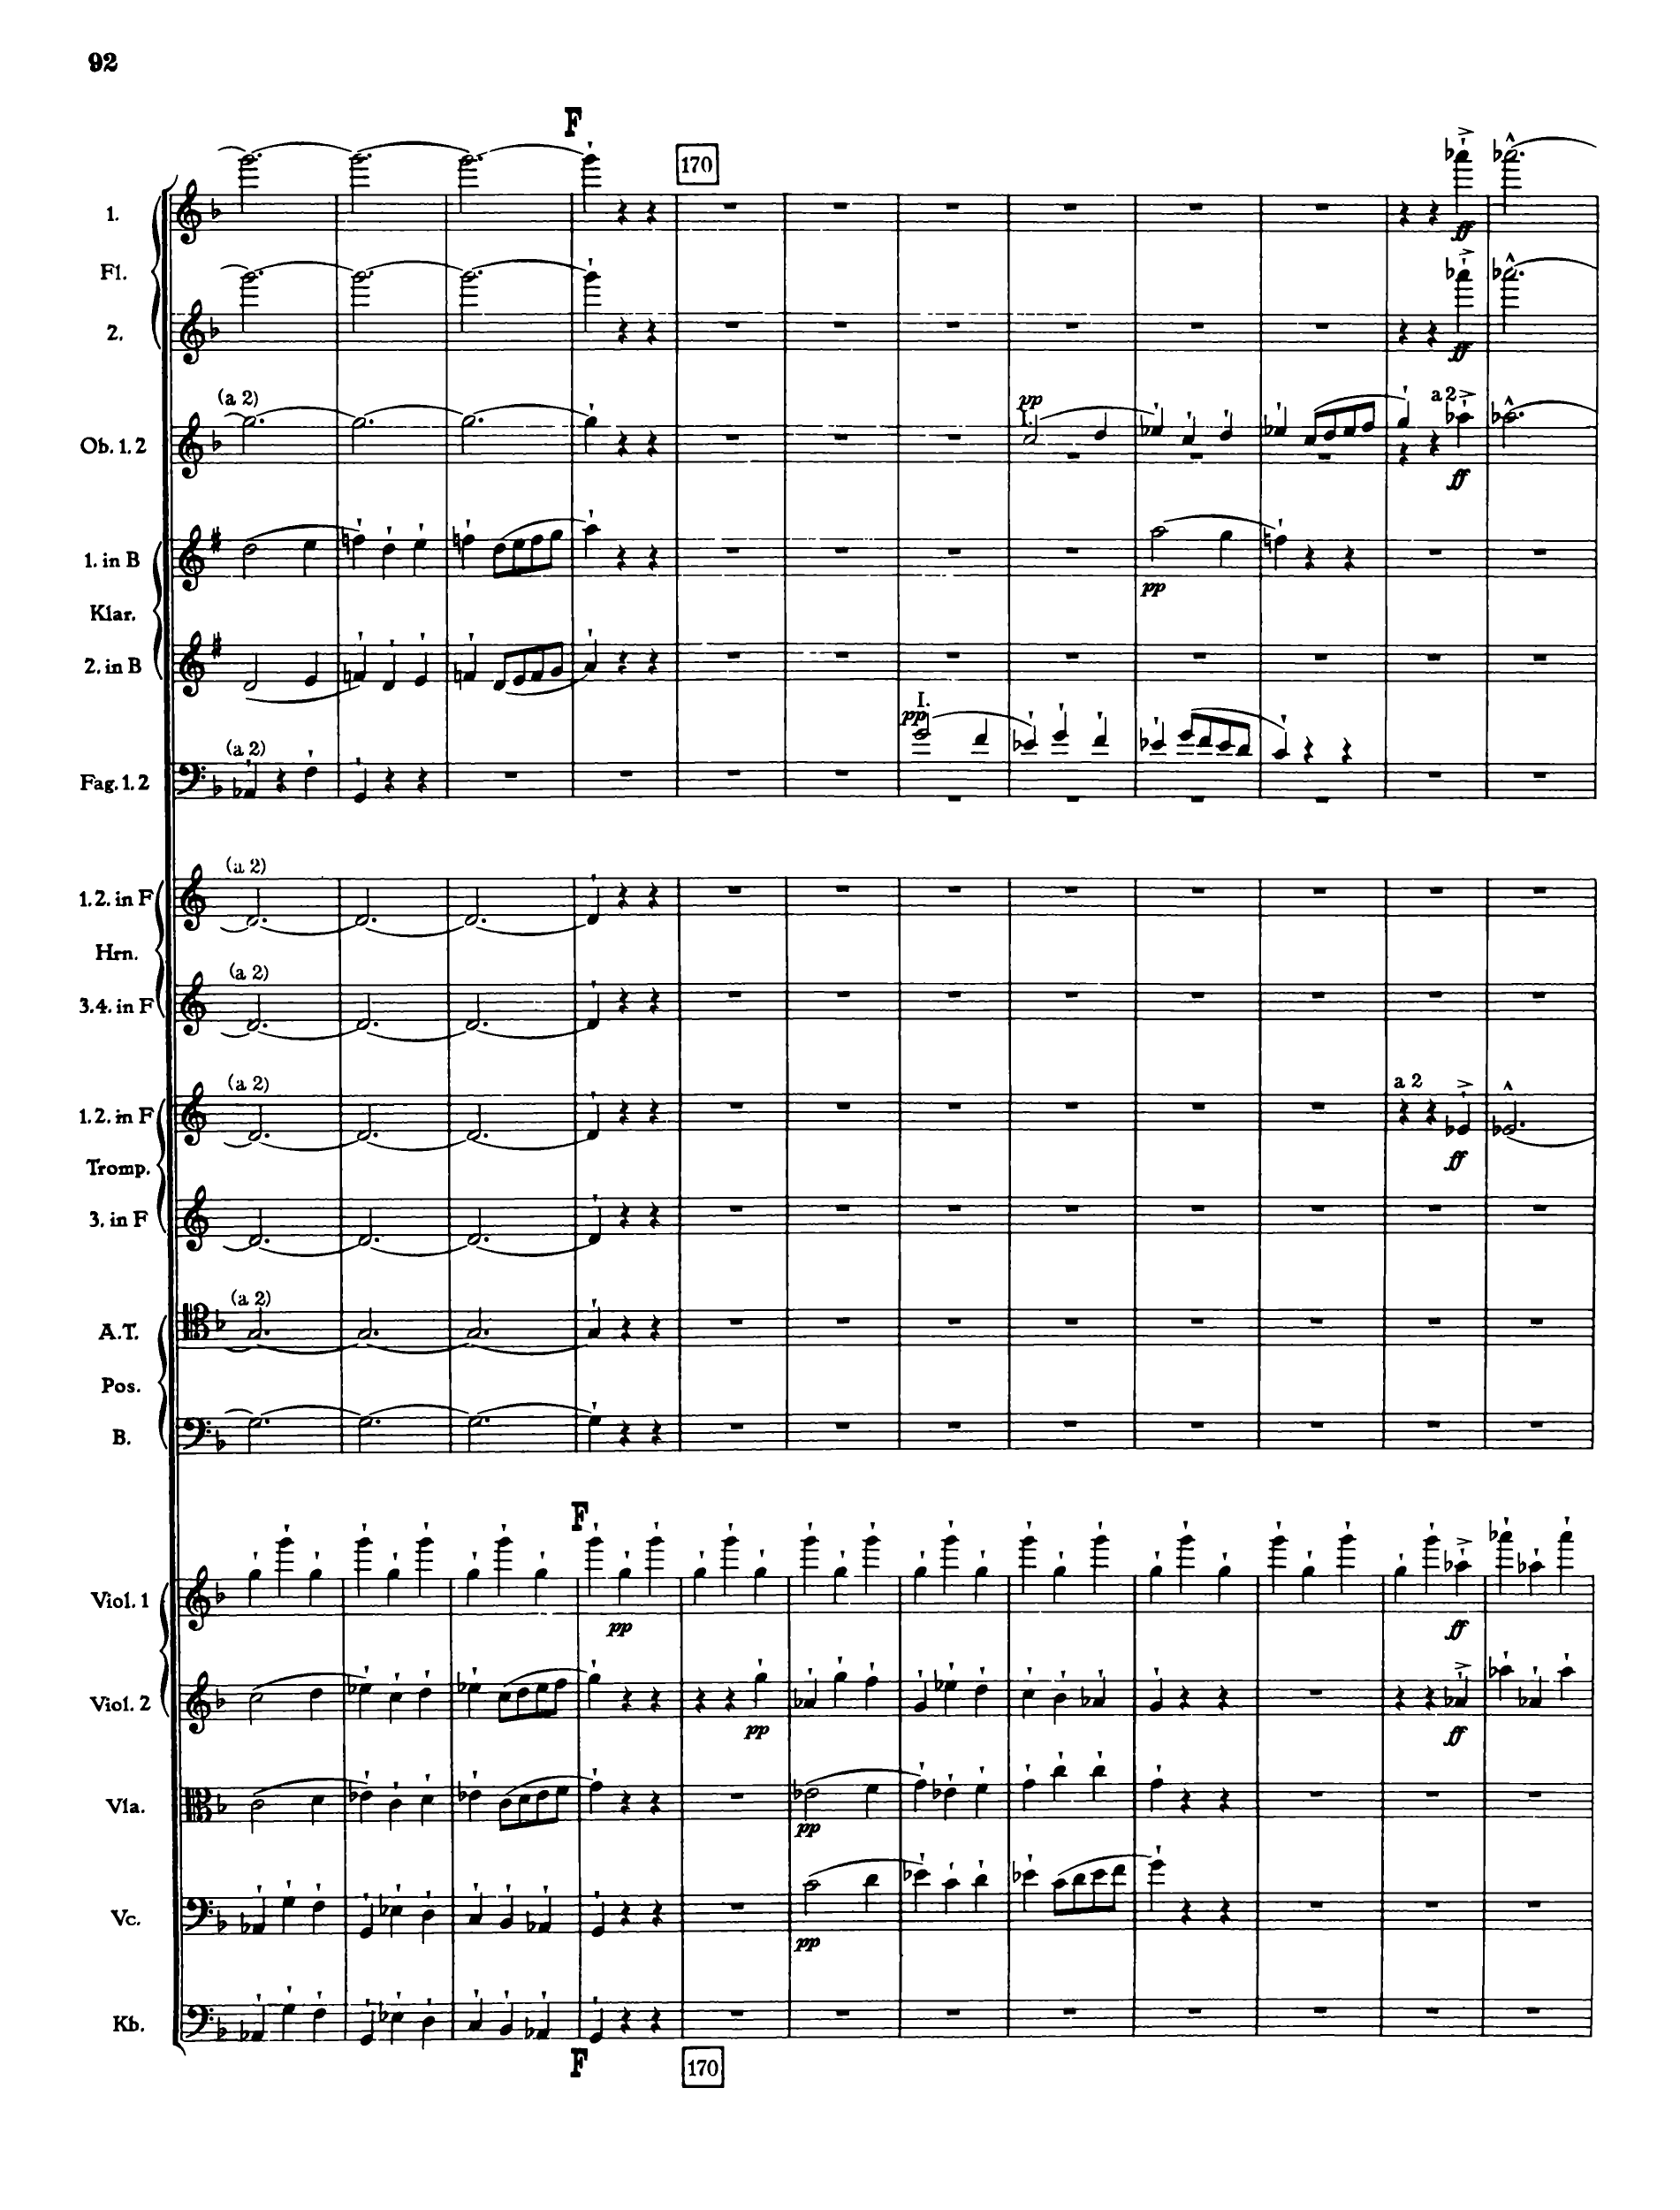 92
F
170
1.
Fl.
2.
ff
ff
(a 2)
pp
I.
a 2
Ob. 1. 2
ff
1. in B
pp
Klar.
2. in B
I.
pp
(a 2)
Fag. 1. 2
(a 2)
1. 2. in F
Hrn.
(a 2)
3. 4. in F
(a 2)
a 2
1. 2. in F
ff
Tromp.
3. in F
(a 2)
A.T.
Pos.
B.
F
Viol. 1
pp
ff
Viol. 2
pp
ff
Vla.
pp
Vc.
pp
Kb.
F
170